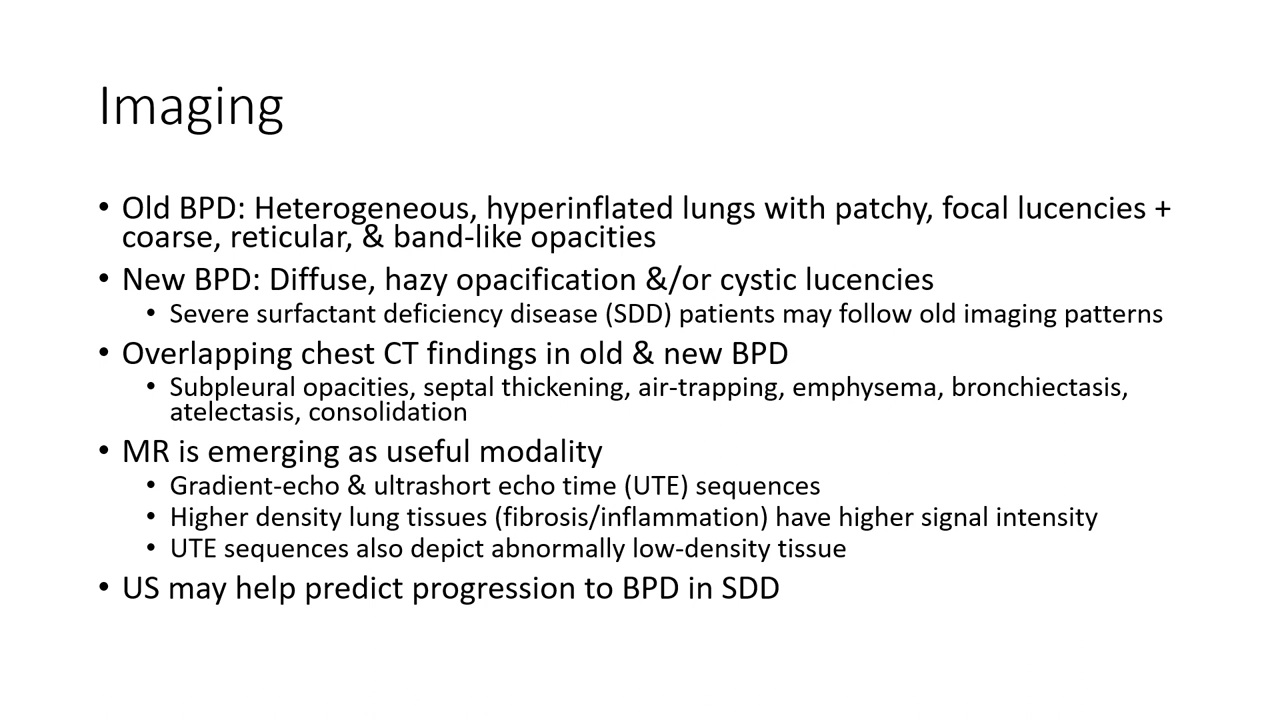 Imaging
• Old BPD: Heterogeneous, hyperinflated lungs with patchy, focal lucencies +
coarse, reticular, & band-like opacities
• New BPD: Diffuse, hazy opacification &/or cystic lucencies
• Severe surfactant deficiency disease (SDD) patients may follow old imaging patterns
• Overlapping chest CT findings in old & new BPD
• Subpleural opacities, septal thickening, air-trapping, emphysema, bronchiectasis,
atelectasis, consolidation
• MR is emerging as useful modality
• Gradient-echo & ultrashort echo time (UTE) sequences
• Higher density lung tissues (fibrosis/inflammation) have higher signal intensity
• UTE sequences also depict abnormally low-density tissue
• US may help predict progression to BPD in SDD